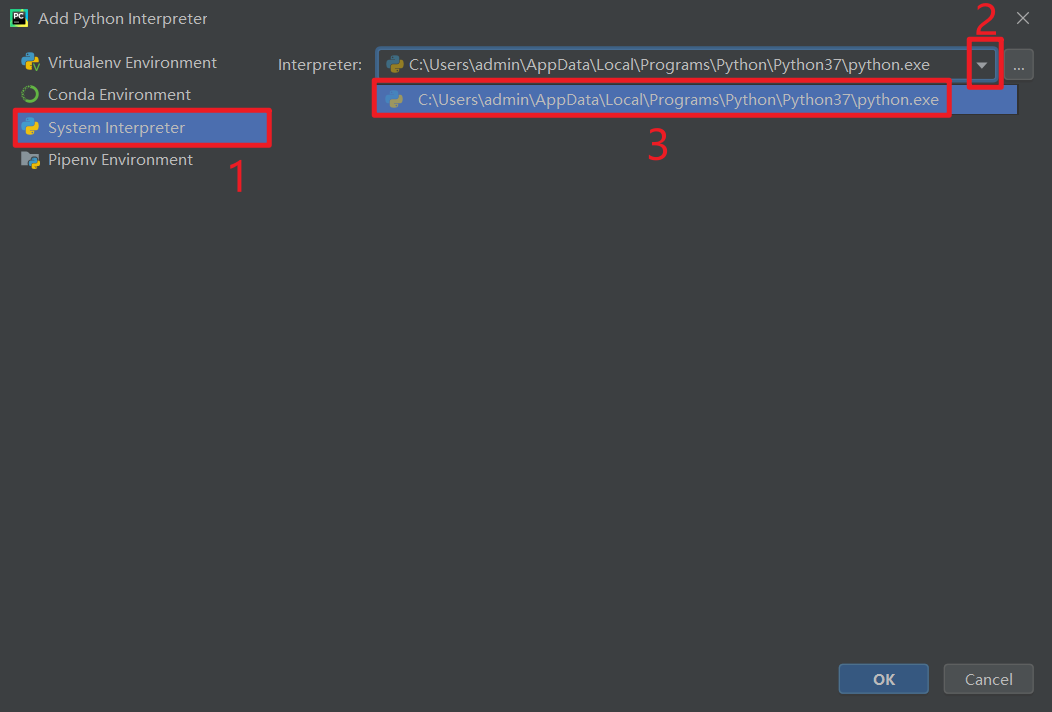 PC Add Python Interpreter
2
Virtualenv Environment
Interpreter: C:\Users\admin\AppData\Local\Programs\Python\Python37\python.exe ...
Conda Environment
C:\Users\admin\AppData\Local\Programs\Python\Python37\python.exe
System Interpreter
3
Pipenv Environment
1
OK Cancel